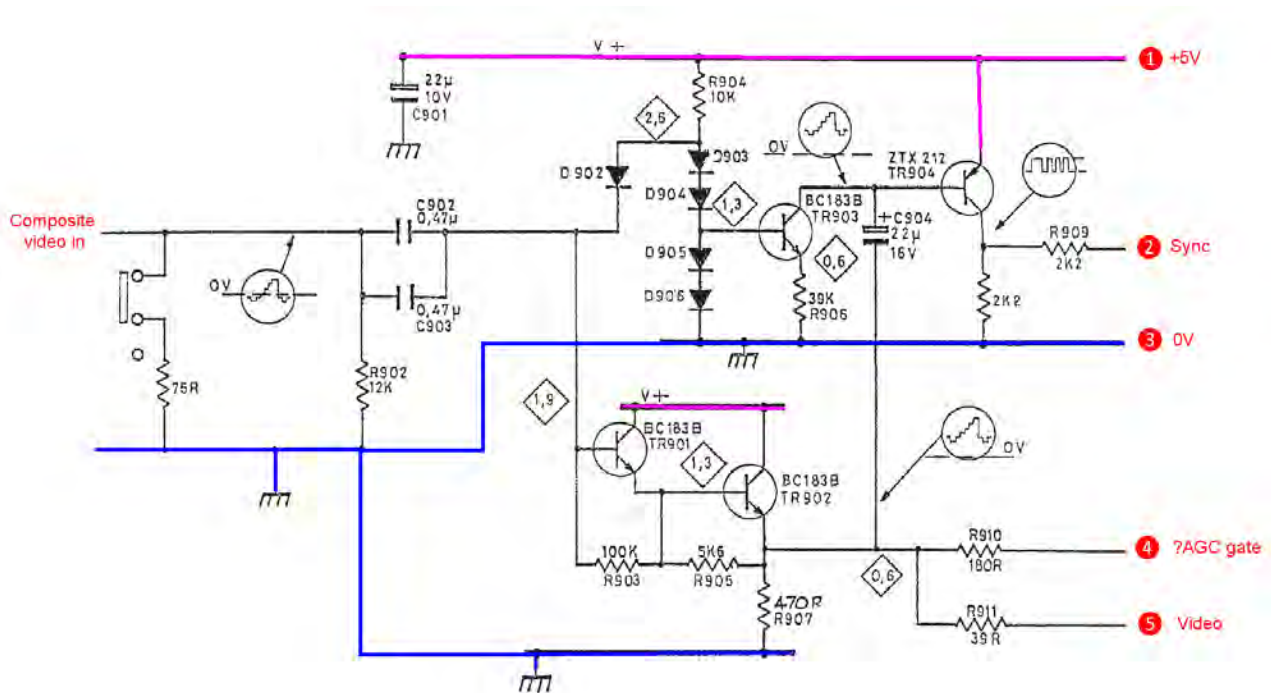 V +
1 +5V
22µ
10V
C901
R904
10K
2,6
D902
D903
D904
1,3
D905
D906
0V
BC183B
TR903
0,6
39K
R906
+
C904
22µ
16V
ZTX 212
TR904
R909
2K2
2 Sync
2K2
3 0V
Composite
video in
C902
0,47µ
0,47µ
C903
0V
75R
R902
12K
1,9
V+
BC183B
TR901
1,3
BC183B
TR902
100K
R903
5K6
R905
470R
R907
0V
0,6
R910
180R
4 ?AGC gate
R911
39R
5 Video